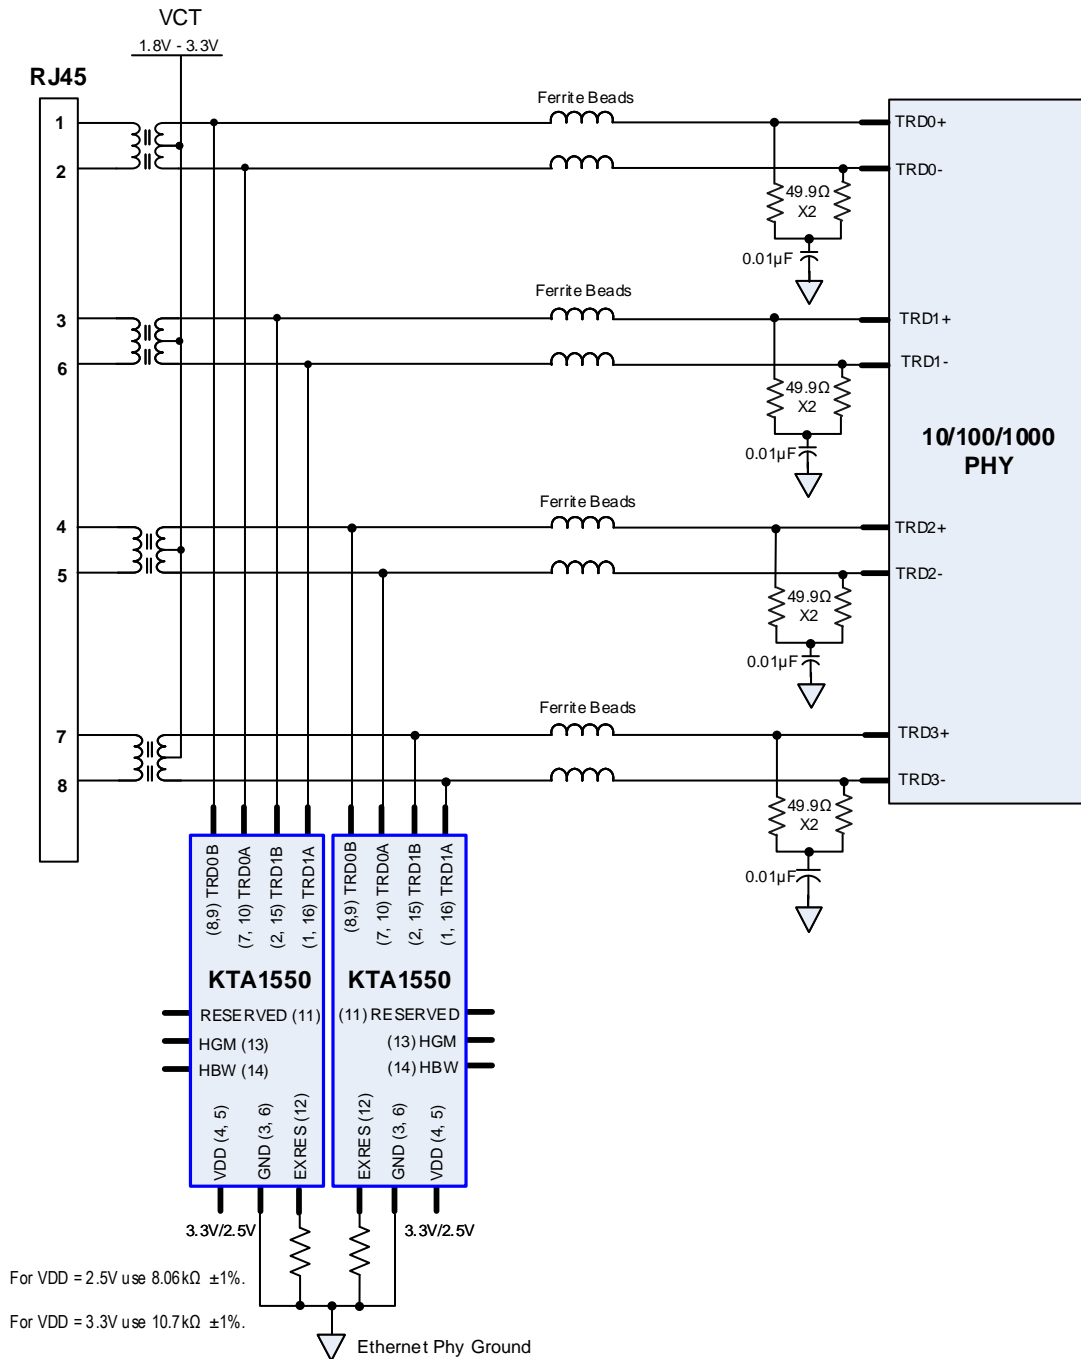 VCT
1.8V - 3.3V
RJ45
Ferrite Beads
1
TRD0+
2
TRD0-
49.9Ω
X2
0.01µF
Ferrite Beads
3
TRD1+
6
TRD1-
49.9Ω
X2
0.01µF
10/100/1000
PHY
Ferrite Beads
4
TRD2+
5
TRD2-
49.9Ω
X2
0.01µF
Ferrite Beads
7
TRD3+
8
TRD3-
49.9Ω
X2
0.01µF
(8,9) TRD0B
(7, 10) TRD0A
(2, 15) TRD1B
(1, 16) TRD1A
KTA1550
RESERVED (11)
HGM (13)
HBW (14)
VDD (4, 5)
GND (3, 6)
EXRES (12)
3.3V/2.5V
(8,9) TRD0B
(7, 10) TRD0A
(2, 15) TRD1B
(1, 16) TRD1A
KTA1550
(11) RESERVED
(13) HGM
(14) HBW
EXRES (12)
GND (3, 6)
VDD (4, 5)
3.3V/2.5V
For VDD = 2.5V use 8.06kΩ ±1%.
For VDD = 3.3V use 10.7kΩ ±1%.
Ethernet Phy Ground